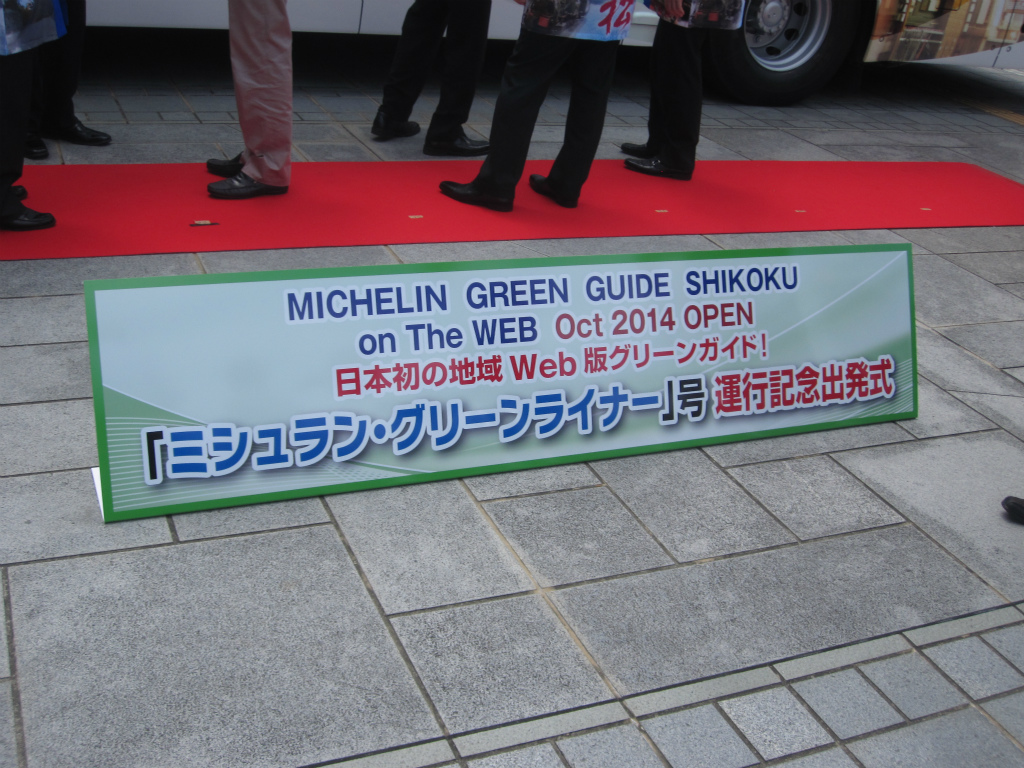 松
MICHELIN GREEN GUIDE SHIKOKU
on The WEB Oct 2014 OPEN
日本初の地域Web版グリーンガイド!
『ミシュラン・グリーンライナー』号 運行記念出発式